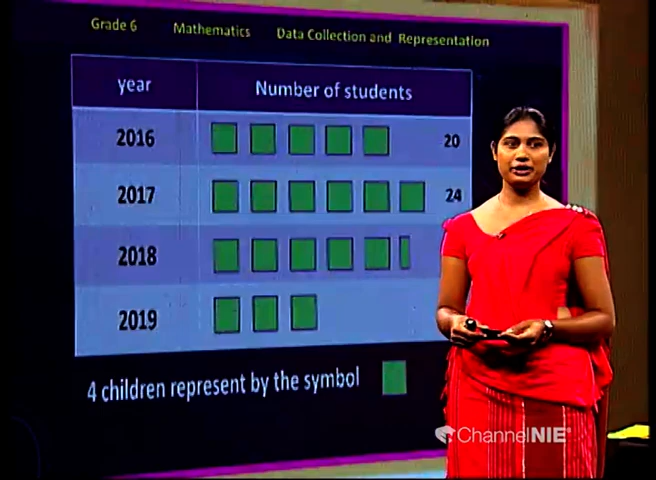 Grade 6 Mathematics Data Collection and Representation
year Number of students
2016 20
2017 24
2018
2019
4 children represent by the symbol
ChannelNIE